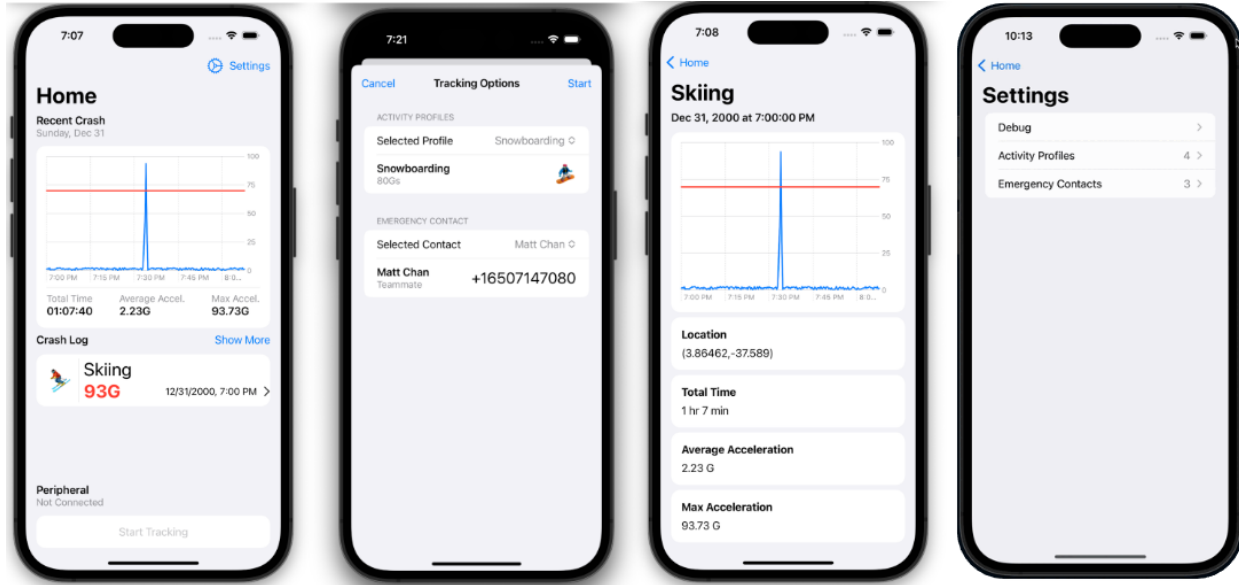 7:07
Settings
Home
Recent Crash
Sunday, Dec 31
100
75
50
25
0
7:00 PM 7:15 PM 7:30 PM 7:45 PM 8:0...
Total Time Average Accel. Max Accel.
01:07:40 2.23G 93.73G
Crash Log Show More
Skiing
93G 12/31/2000, 7:00 PM
Peripheral
Not Connected
Start Tracking
7:21
Cancel Tracking Options Start
ACTIVITY PROFILES
Selected Profile Snowboarding
Snowboarding
80Gs
EMERGENCY CONTACT
Selected Contact Matt Chan
Matt Chan
Teammate
+16507147080
7:08
Home
Skiing
Dec 31, 2000 at 7:00:00 PM
100
75
50
25
0
7:00 PM 7:15 PM 7:30 PM 7:45 PM 8:0...
Location
(3.86462,-37.589)
Total Time
1 hr 7 min
Average Acceleration
2.23 G
Max Acceleration
93.73 G
10:13
Home
Settings
Debug
Activity Profiles 4
Emergency Contacts 3